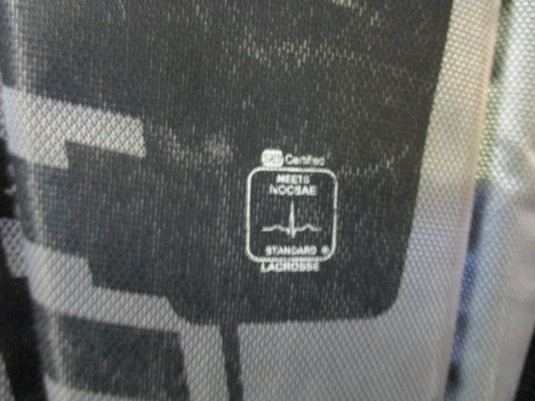 SEI Certified
MEETS
NOCSAE
STANDARD ®
LACROSSE